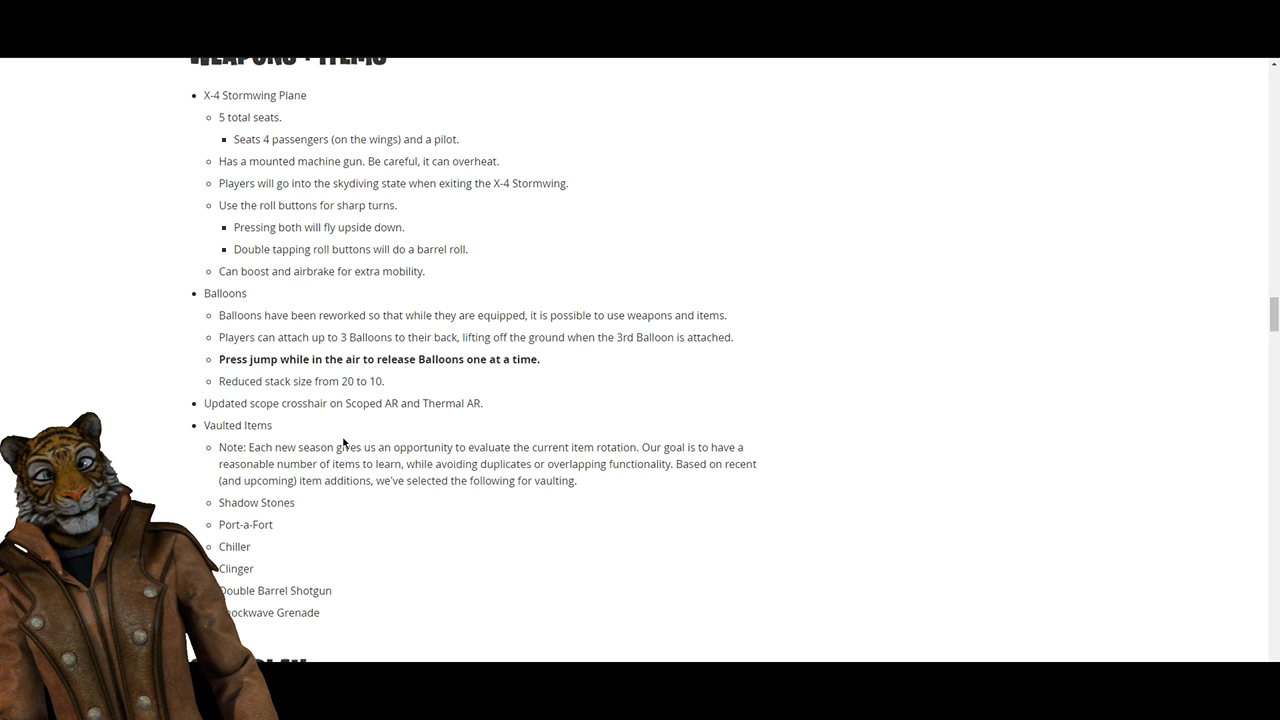 WEAPONS + ITEMS
X-4 Stormwing Plane
5 total seats.
Seats 4 passengers (on the wings) and a pilot.
Has a mounted machine gun. Be careful, it can overheat.
Players will go into the skydiving state when exiting the X-4 Stormwing.
Use the roll buttons for sharp turns.
Pressing both will fly upside down.
Double tapping roll buttons will do a barrel roll.
Can boost and airbrake for extra mobility.
Balloons
Balloons have been reworked so that while they are equipped, it is possible to use weapons and items.
Players can attach up to 3 Balloons to their back, lifting off the ground when the 3rd Balloon is attached.
Press jump while in the air to release Balloons one at a time.
Reduced stack size from 20 to 10.
Updated scope crosshair on Scoped AR and Thermal AR.
Vaulted Items
Note: Each new season gives us an opportunity to evaluate the current item rotation. Our goal is to have a
reasonable number of items to learn, while avoiding duplicates or overlapping functionality. Based on recent
(and upcoming) item additions, we've selected the following for vaulting.
Shadow Stones
Port-a-Fort
Chiller
Clinger
Double Barrel Shotgun
hockwave Grenade